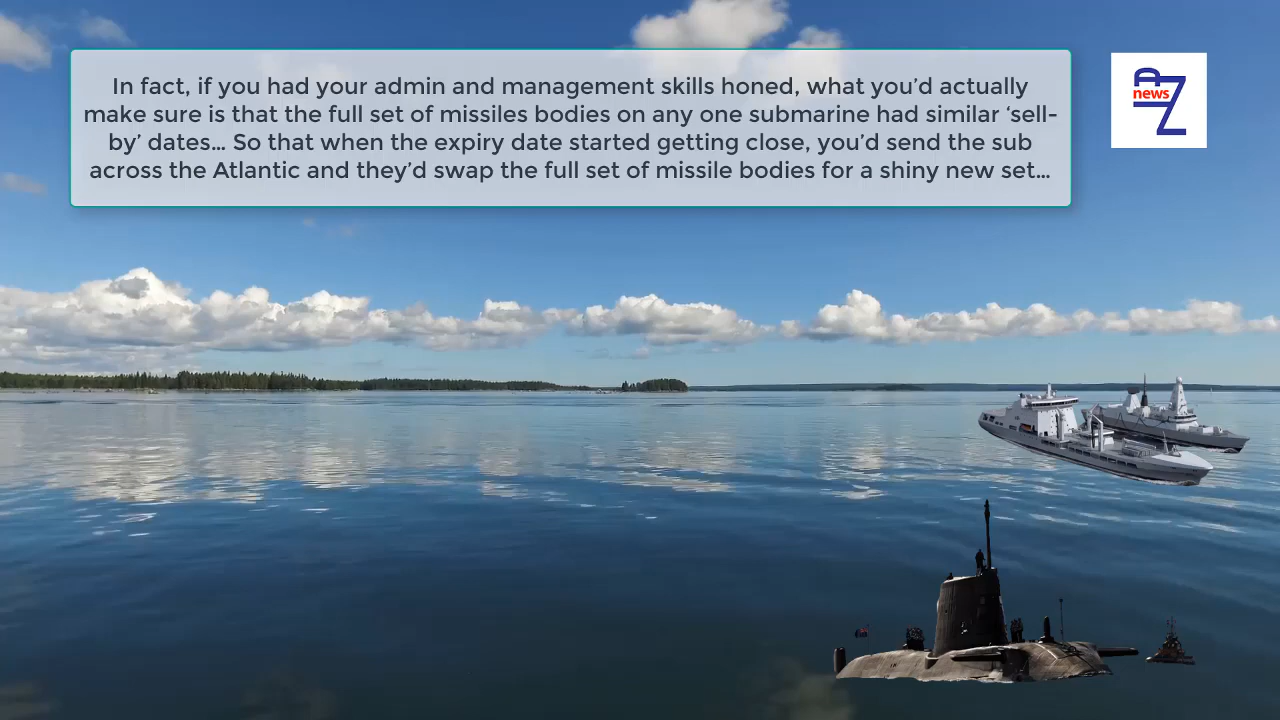 In fact, if you had your admin and management skills honed, what you’d actually
make sure is that the full set of missiles bodies on any one submarine had similar ‘sell-
by’ dates… So that when the expiry date started getting close, you’d send the sub
across the Atlantic and they’d swap the full set of missile bodies for a shiny new set…
A
news
Z